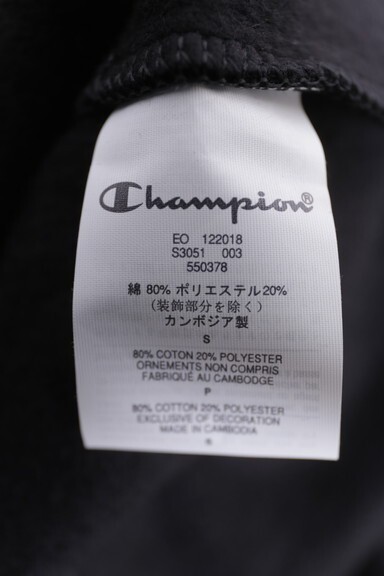 Champion®
EO 122018
S3051 003
550378
綿 80% ポリエステル20%
(装飾部分を除く)
カンボジア製
S
80% COTON 20% POLYESTER
ORNEMENTS NON COMPRIS
FABRIQUÉ AU CAMBODGE
P
80% COTTON 20% POLYESTER
EXCLUSIVE OF DECORATION
MADE IN CAMBODIA
S